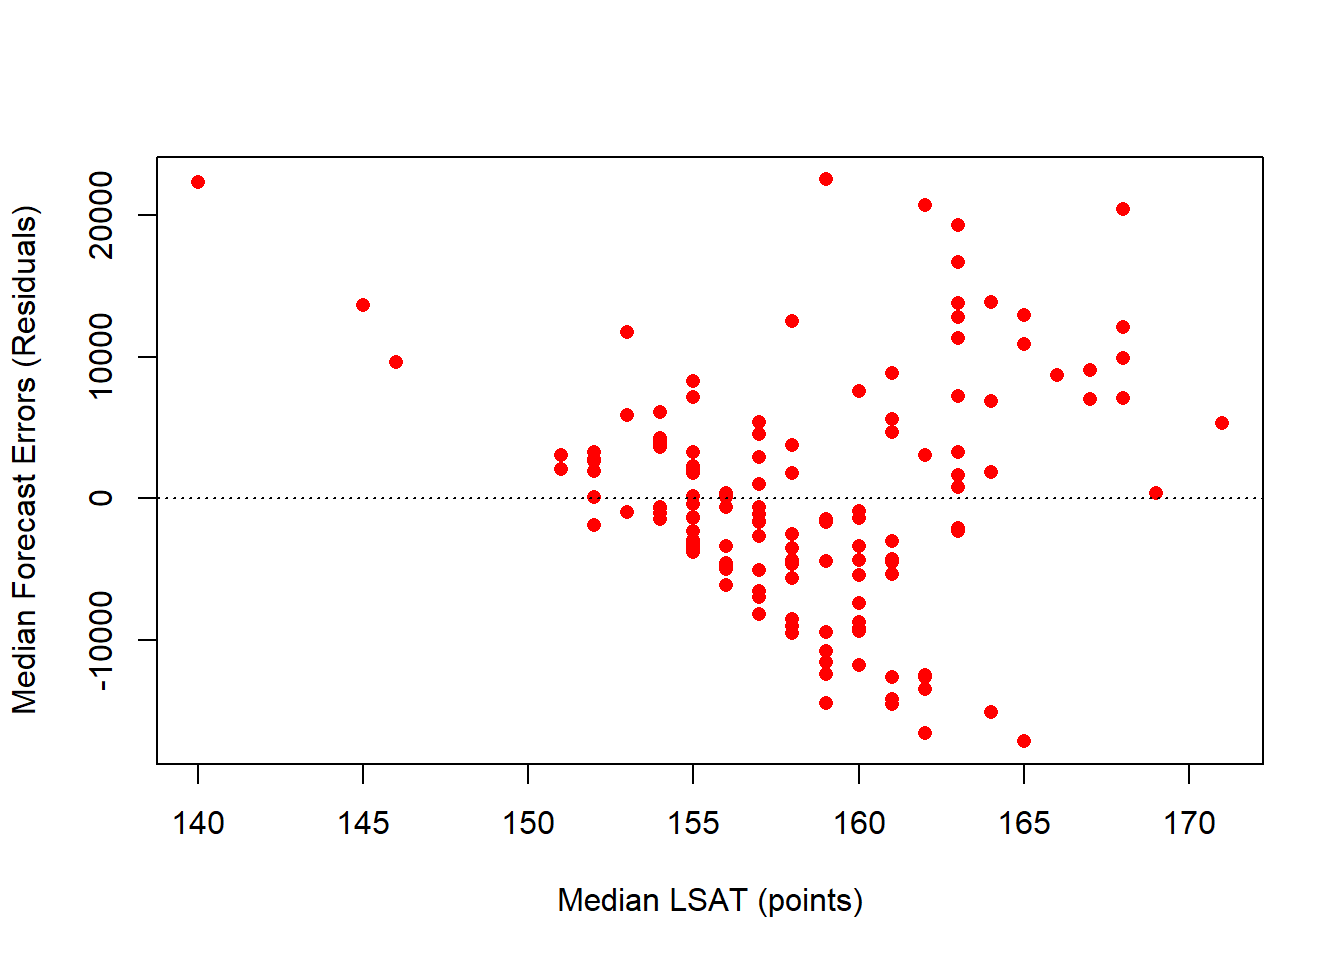 Median Forecast Errors (Residuals)
20000
10000
0
-10000
140 145 150 155 160 165 170
Median LSAT (points)